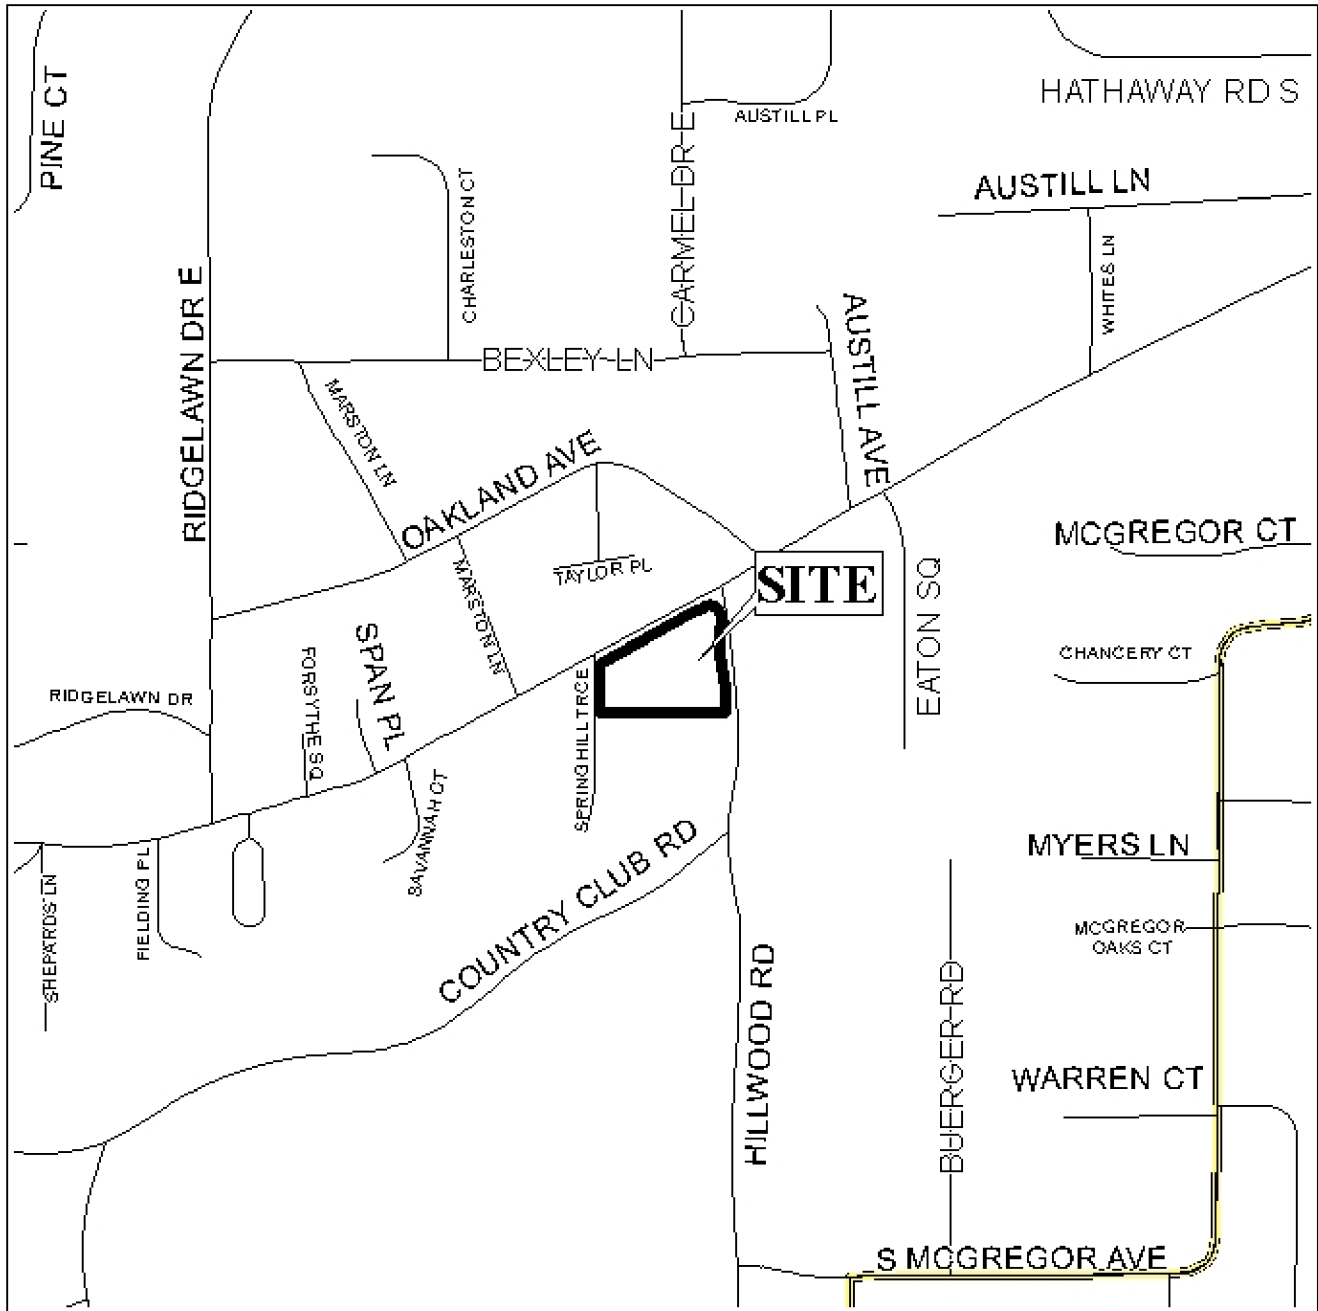 PINE CT
HATHAWAY RD S
AUSTILL PL
CARMEL DR E
CHARLESTON CT
AUSTILL LN
WHITES LN
RIDGELAWN DR E
BEXLEY LN
AUSTILL AVE
MARSTON LN
OAKLAND AVE
MCGREGOR CT
TAYLOR PL
SITE
MARSTON LN
EATON SQ
SPAN PL
FORSYTHE SQ
CHANCERY CT
RIDGELAWN DR
SPRINGHILL TRCE
SAVANNAH CT
COUNTRY CLUB RD
MYERS LN
FIELDING PL
SHEPARDS LN
MCGREGOR
OAKS CT
HILLWOOD RD
BUERGER RD
WARREN CT
S MCGREGOR AVE